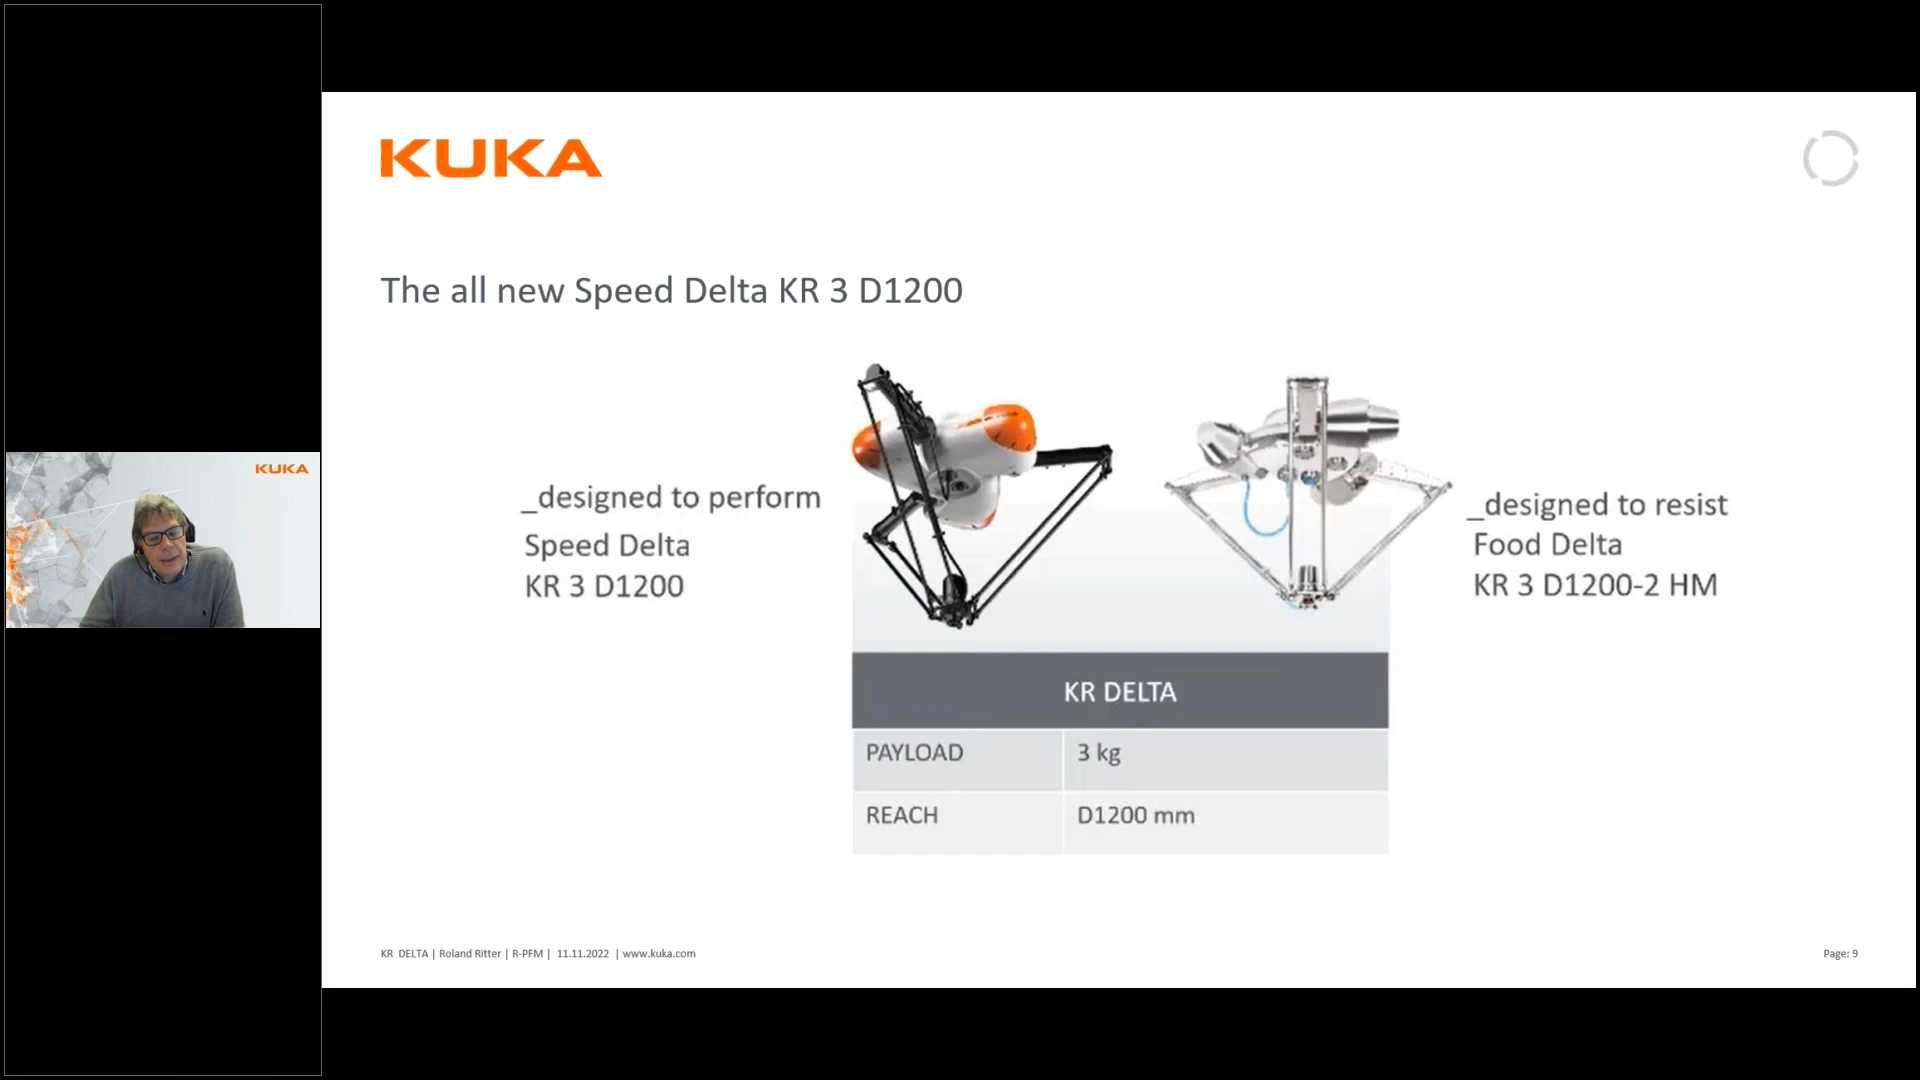 KUKA
KUKA
The all new Speed Delta KR 3 D1200
_designed to perform
Speed Delta
KR 3 D1200
_designed to resist
Food Delta
KR 3 D1200-2 HM
KR DELTA
PAYLOAD 3 kg
REACH D1200 mm
KR DELTA | Roland Ritter | R-PFM | 11.11.2022 | www.kuka.com
Page: 9